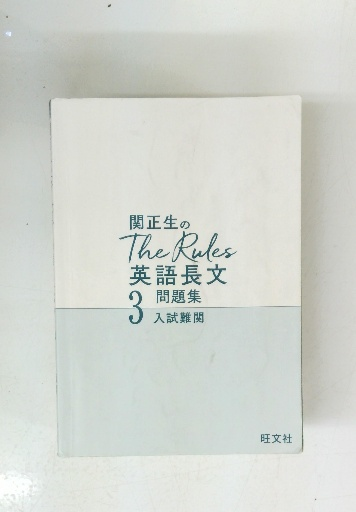 関正生の
The Rules
英語長文
問題集
3 入試難関
旺文社